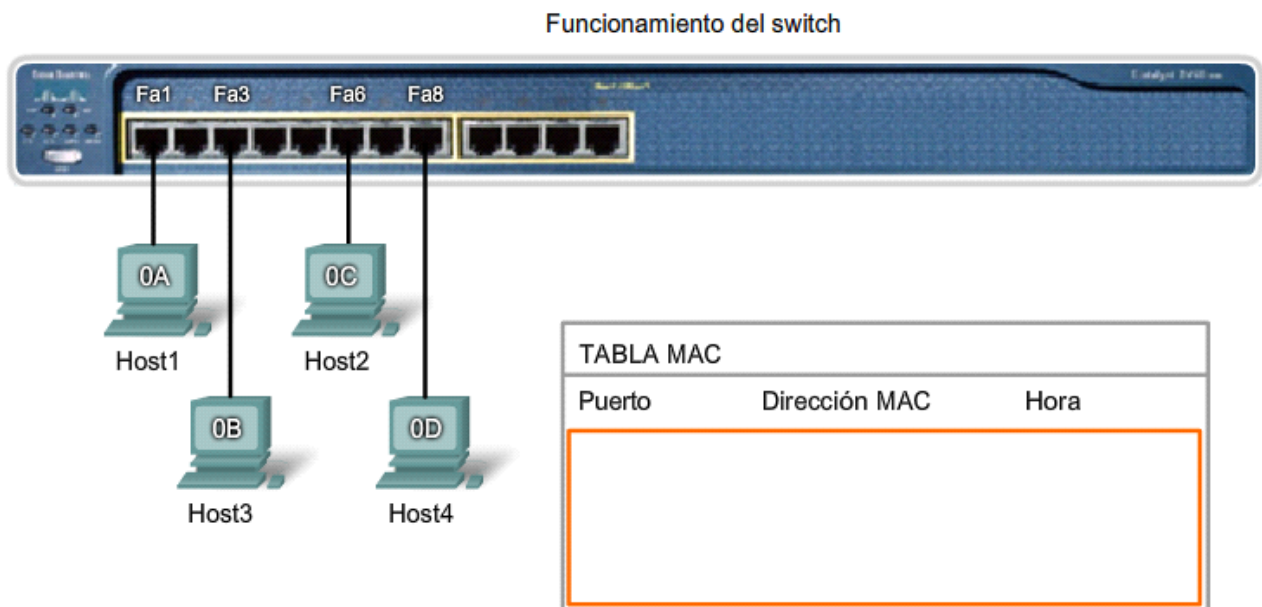 Funcionamiento del switch
Fa1 Fa3 Fa6 Fa8
0A 0C
Host1 Host2
0B 0D
Host3 Host4
TABLA MAC
Puerto Dirección MAC Hora